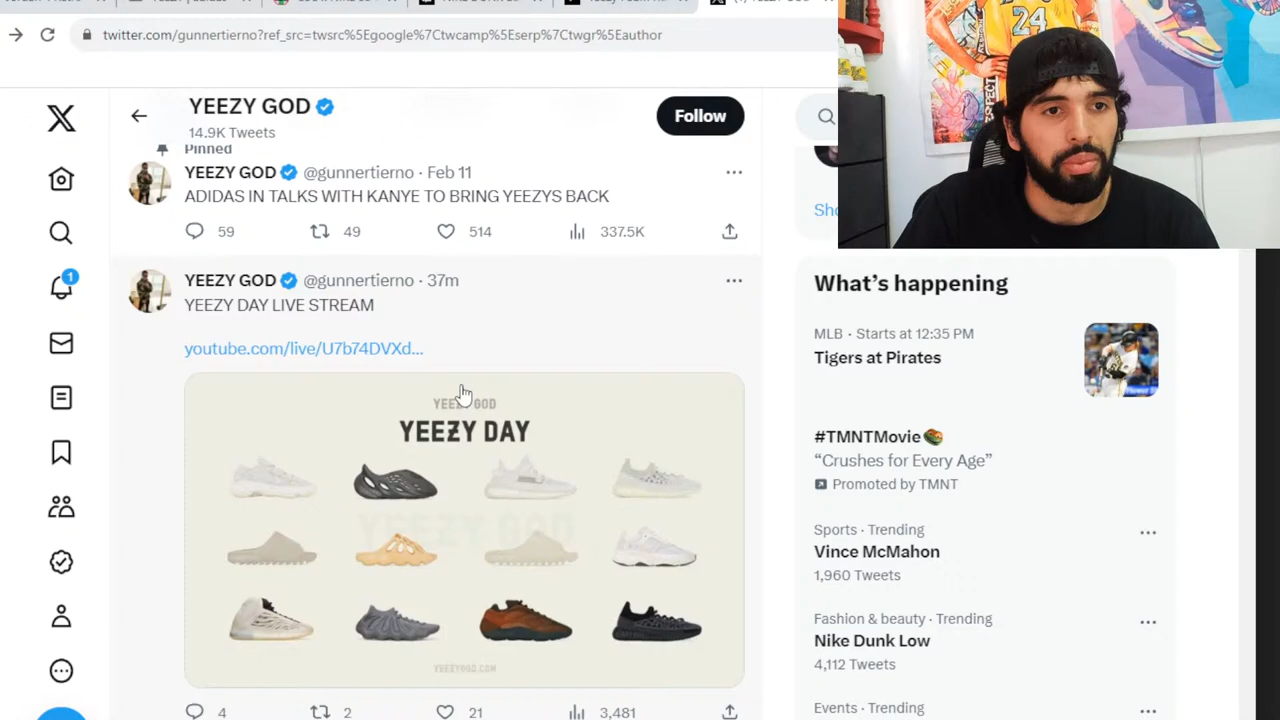 twitter.com/gunnertierno?ref_src=twsrc%5Egoogle%7Ctwcamp%5Eserp%7Ctwgr%5Eauthor
YEEZY GOD
14.9K Tweets
Follow
Pinned
YEEZY GOD @gunnertierno · Feb 11
ADIDAS IN TALKS WITH KANYE TO BRING YEEZYS BACK
59 49 514 337.5K
YEEZY GOD @gunnertierno · 37m
YEEZY DAY LIVE STREAM
youtube.com/live/U7b74DVXd...
YEEZY GOD
YEEZY DAY
YEEZY GOD
YEEZYGOD.COM
4 2 21 3,481
1
Sho
24
What's happening
MLB · Starts at 12:35 PM
Tigers at Pirates
#TMNTMovie
“Crushes for Every Age”
Promoted by TMNT
Sports · Trending
Vince McMahon
1,960 Tweets
Fashion & beauty · Trending
Nike Dunk Low
4,112 Tweets
Events · Trending